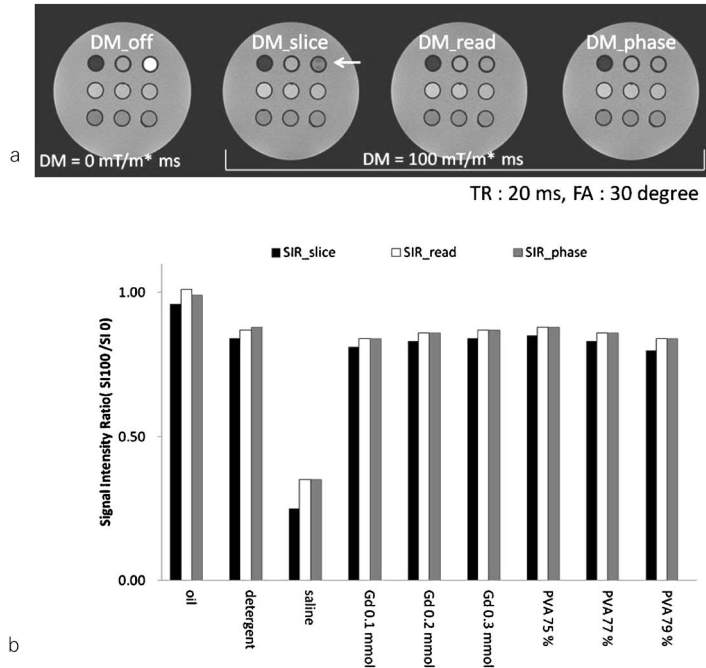 DM_off DM_slice DM_read DM_phase
a
DM = 0 mT/m* ms DM = 100 mT/m* ms
TR : 20 ms, FA : 30 degree
SIR_slice SIR_read SIR_phase
1.00
0.50
0.00
Signal Intensity Ratio( SI100 /SI 0)
oil
detergent
saline
Gd 0.1 mmol
Gd 0.2 mmol
Gd 0.3 mmol
PVA 75 %
PVA 77 %
PVA 79 %
b